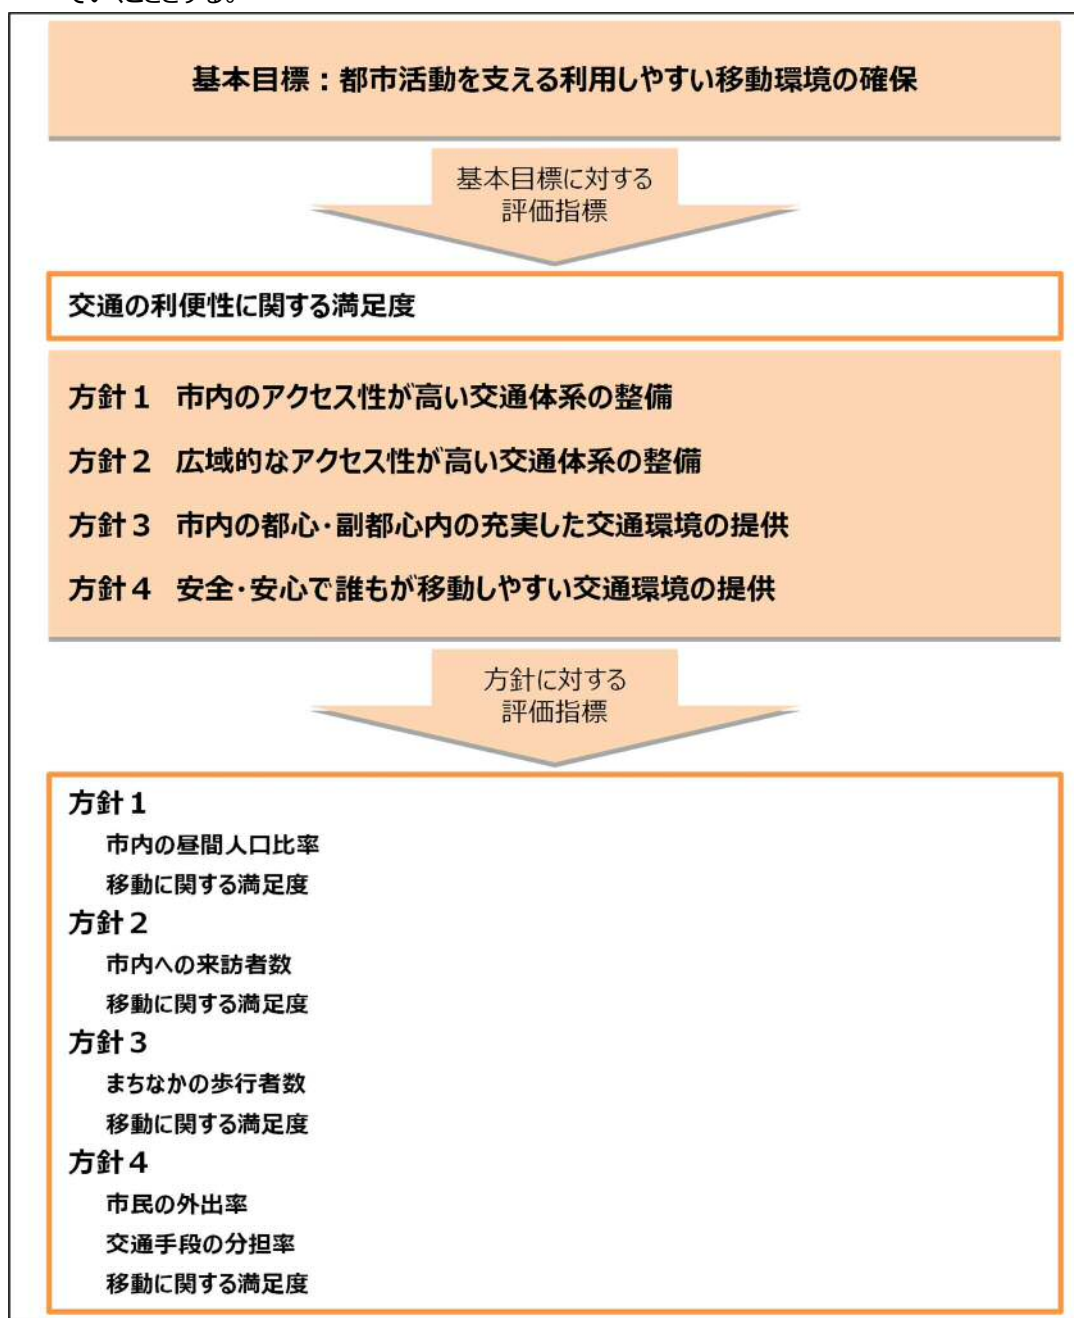 ていくこととする。
基本目標：都市活動を支える利用しやすい移動環境の確保
基本目標に対する
評価指標
交通の利便性に関する満足度
方針１　市内のアクセス性が高い交通体系の整備
方針２　広域的なアクセス性が高い交通体系の整備
方針３　市内の都心・副都心内の充実した交通環境の提供
方針４　安全・安心で誰もが移動しやすい交通環境の提供
方針に対する
評価指標
方針１
市内の昼間人口比率
移動に関する満足度
方針２
市内への来訪者数
移動に関する満足度
方針３
まちなかの歩行者数
移動に関する満足度
方針４
市民の外出率
交通手段の分担率
移動に関する満足度